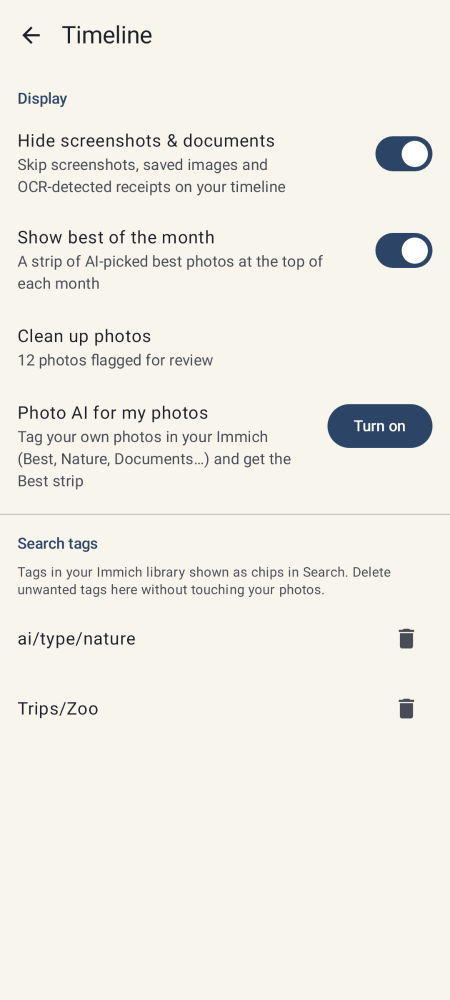 Timeline
Display
Hide screenshots & documents
Skip screenshots, saved images and
OCR-detected receipts on your timeline
Show best of the month
A strip of AI-picked best photos at the top of
each month
Clean up photos
12 photos flagged for review
Photo AI for my photos
Tag your own photos in your Immich
(Best, Nature, Documents…) and get the
Best strip
Turn on
Search tags
Tags in your Immich library shown as chips in Search. Delete
unwanted tags here without touching your photos.
ai/type/nature
Trips/Zoo